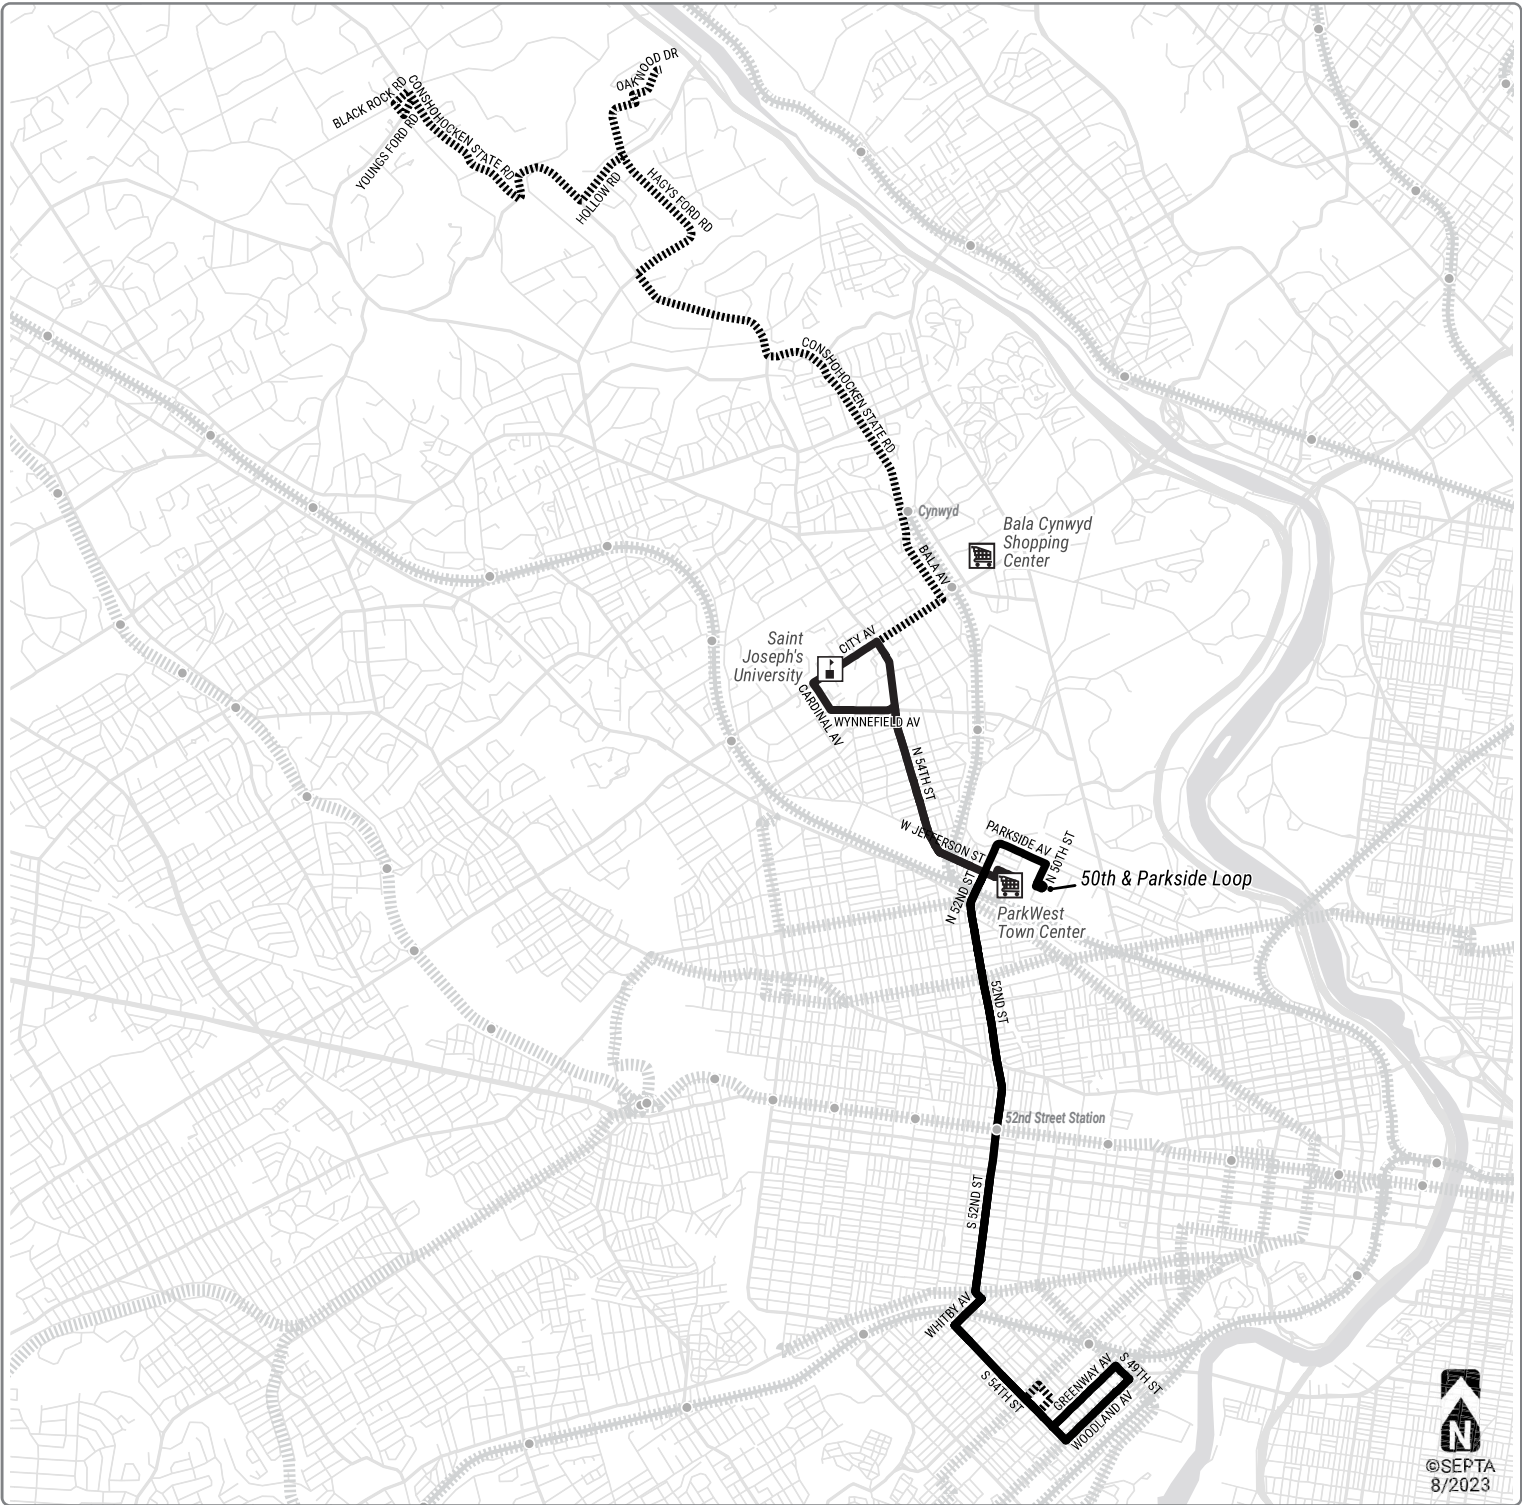 OAKWOOD DR
BLACK ROCK RD
CONSHOHOCKEN STATE RD
YOUNGS FORD RD
HOLLOW RD
HAGYS FORD RD
CONSHOHOCKEN STATE RD
Cynwyd
Bala Cynwyd
Shopping
Center
BALA AV
CITY AV
Saint
Joseph's
University
CARDINAL AV
WYNNEFIELD AV
N 54TH ST
W JEFFERSON ST
PARKSIDE AV
N 50TH ST
50th & Parkside Loop
N 52ND ST
ParkWest
Town Center
52ND ST
52nd Street Station
S 52ND ST
WHITBY AV
S 54TH ST
GREENWAY AV
S 49TH ST
WOODLAND AV
N
©SEPTA
8/2023